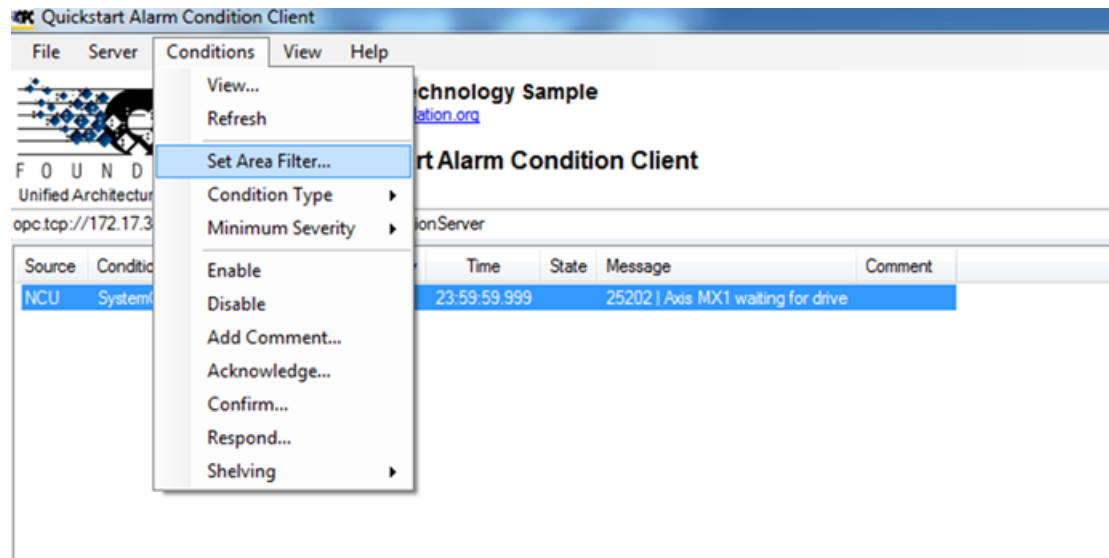 Quickstart Alarm Condition Client
File Server Conditions View Help
View...
Refresh
Set Area Filter...
Condition Type
Minimum Severity
Enable
Disable
Add Comment...
Acknowledge...
Confirm...
Respond...
Shelving
chnology Sample
lation.org
rt Alarm Condition Client
F O U N D
Unified Architectur
opc.tcp://172.17.3
ionServer
Source Conditio Time State Message Comment
NCU System 23:59:59.999 25202 | Axis MX1 waiting for drive